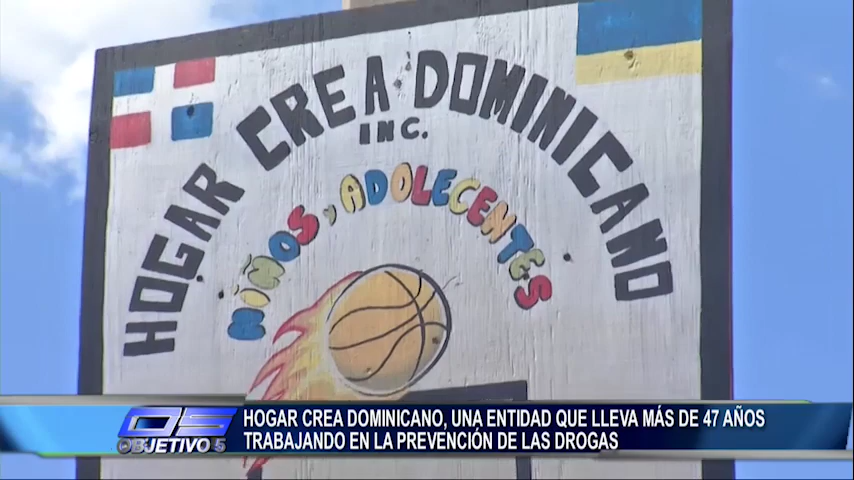 HOGAR CREA DOMINICANO
INC.
NIÑOS y ADOLECENTES
O5
OBJETIVO 5
HOGAR CREA DOMINICANO, UNA ENTIDAD QUE LLEVA MÁS DE 47 AÑOS
TRABAJANDO EN LA PREVENCIÓN DE LAS DROGAS